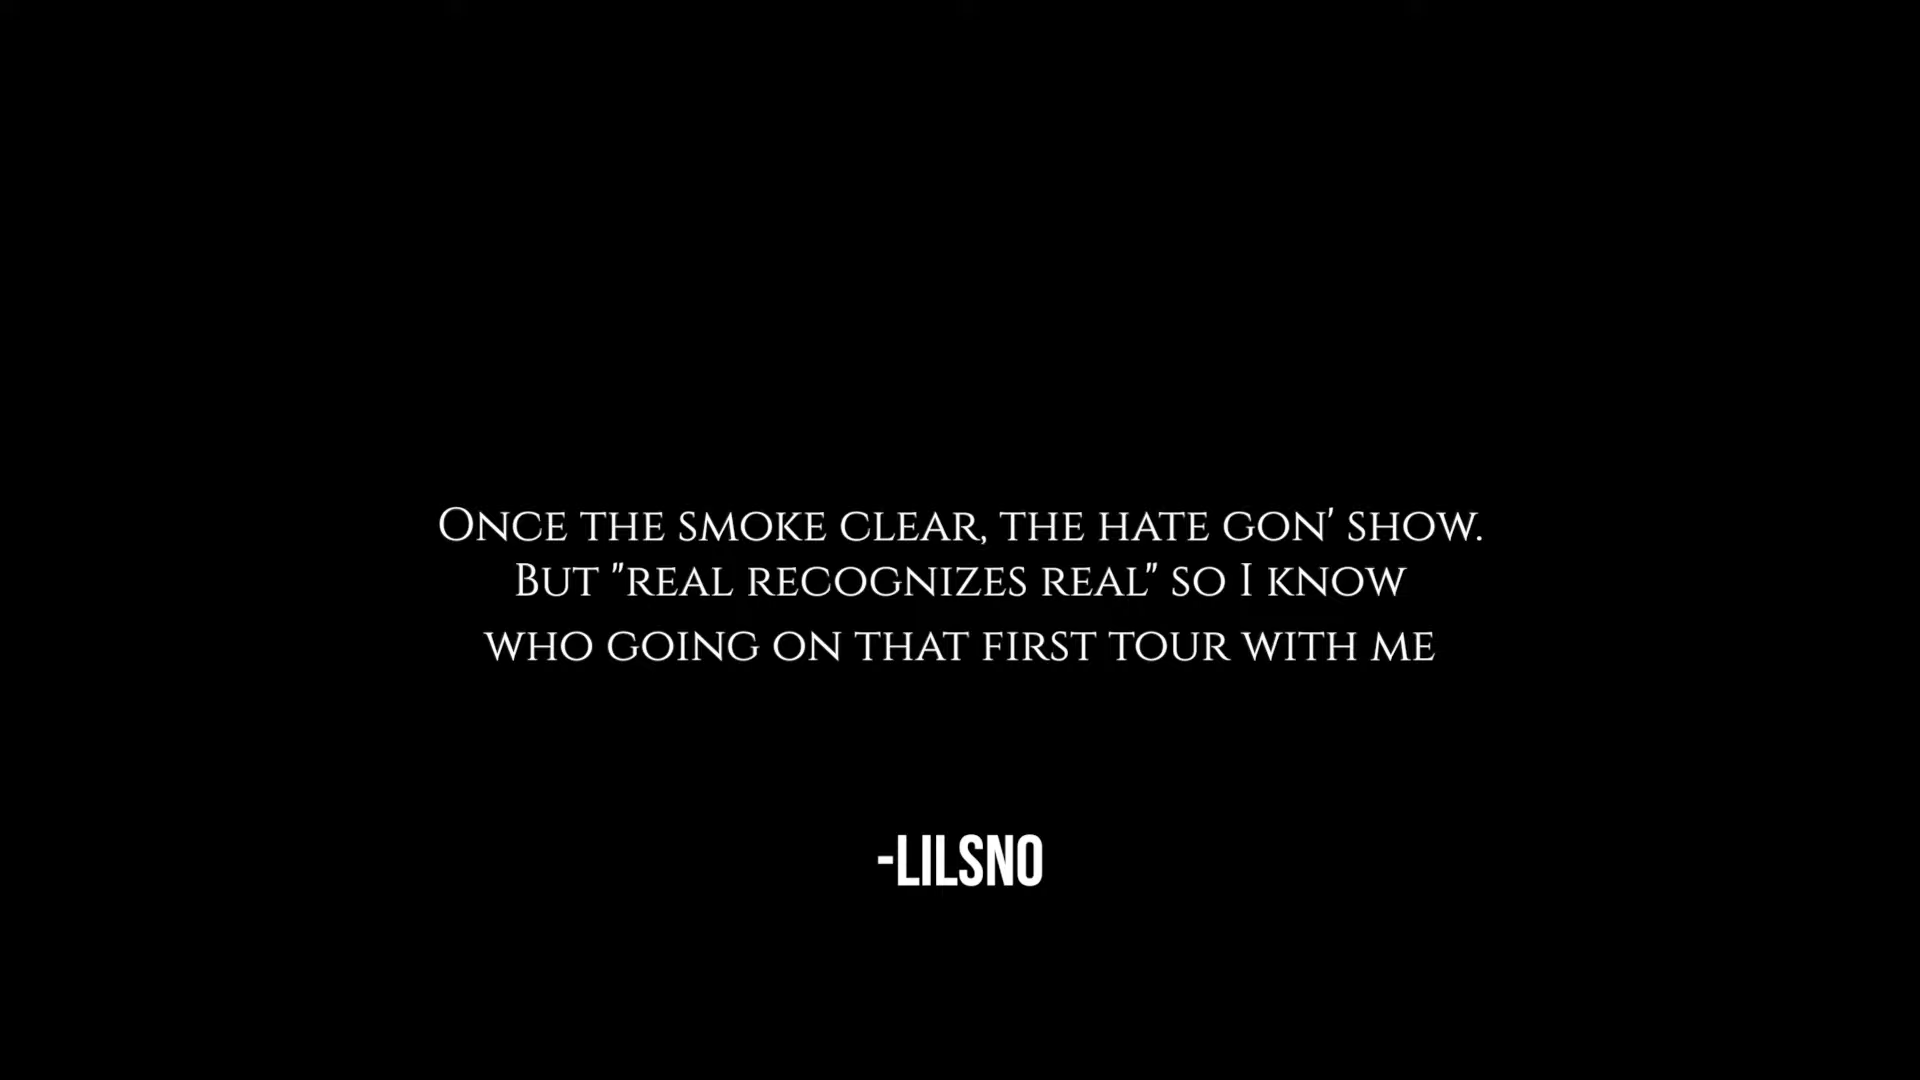 Once the smoke clear, the hate gon' show.
But "real recognizes real" so I know
who going on that first tour with me
-LILSNO